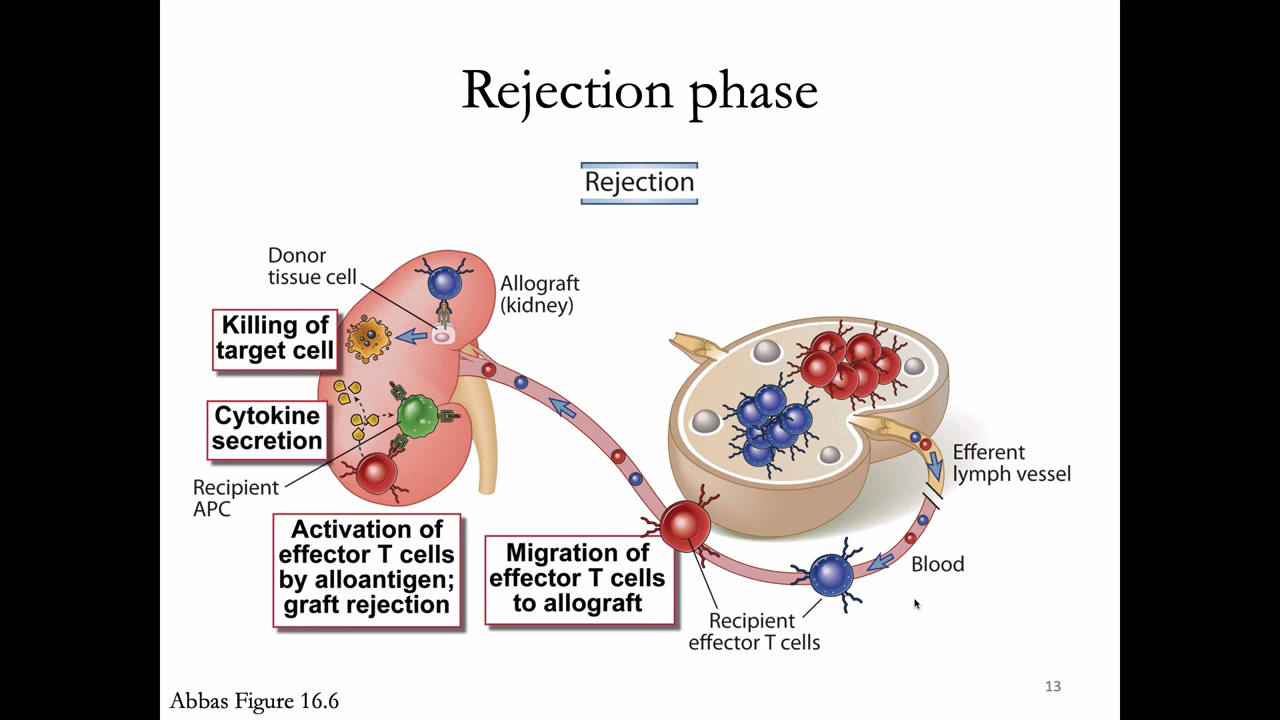 Rejection phase
Rejection
Donor
tissue cell
Allograft
(kidney)
Killing of
target cell
Cytokine
secretion
Recipient
APC
Activation of
effector T cells
by alloantigen;
graft rejection
Migration of
effector T cells
to allograft
Efferent
lymph vessel
Blood
Recipient
effector T cells
Abbas Figure 16.6
13